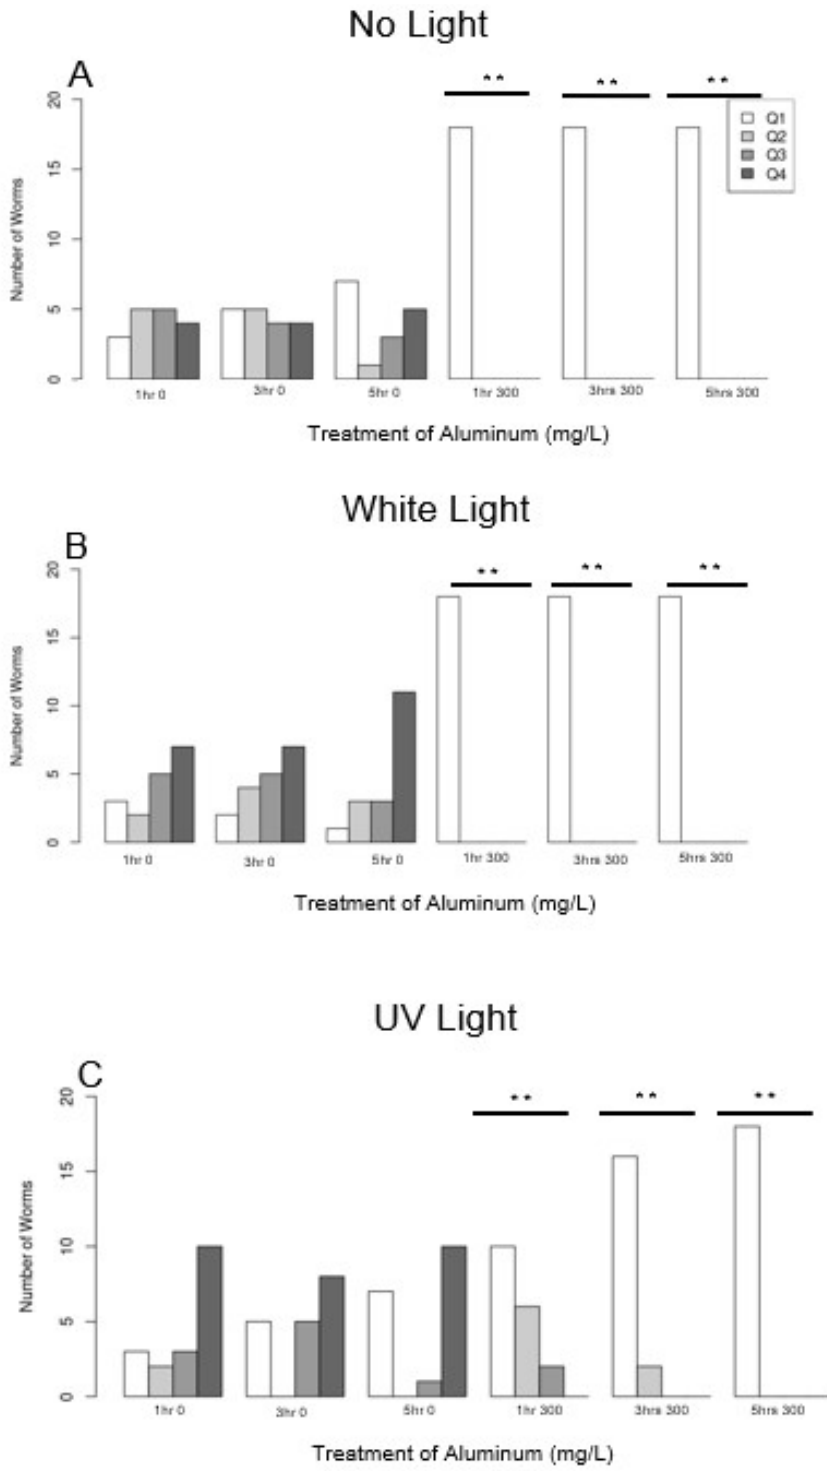 No Light
A
* *
* *
* *
Q1
Q2
Q3
Q4
20
15
10
5
0
Number of Worms
1hr 0
3hr 0
5hr 0
1hr 300
3hrs 300
5hrs 300
Treatment of Aluminum (mg/L)
White Light
B
* *
* *
* *
20
15
10
5
0
Number of Worms
1hr 0
3hr 0
5hr 0
1hr 300
3hrs 300
5hrs 300
Treatment of Aluminum (mg/L)
UV Light
C
* *
* *
* *
20
15
10
5
0
Number of Worms
1hr 0
3hr 0
5hr 0
1hr 300
3hrs 300
5hrs 300
Treatment of Aluminum (mg/L)